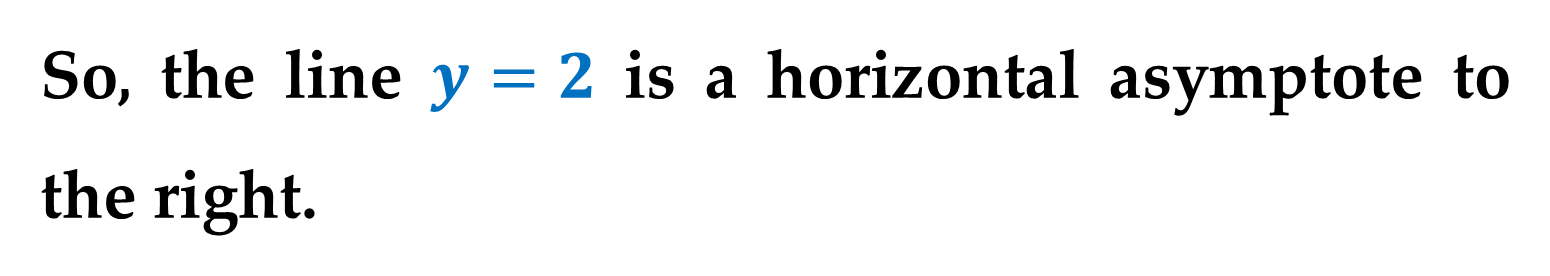 So, the line y = 2 is a horizontal asymptote to
the right.